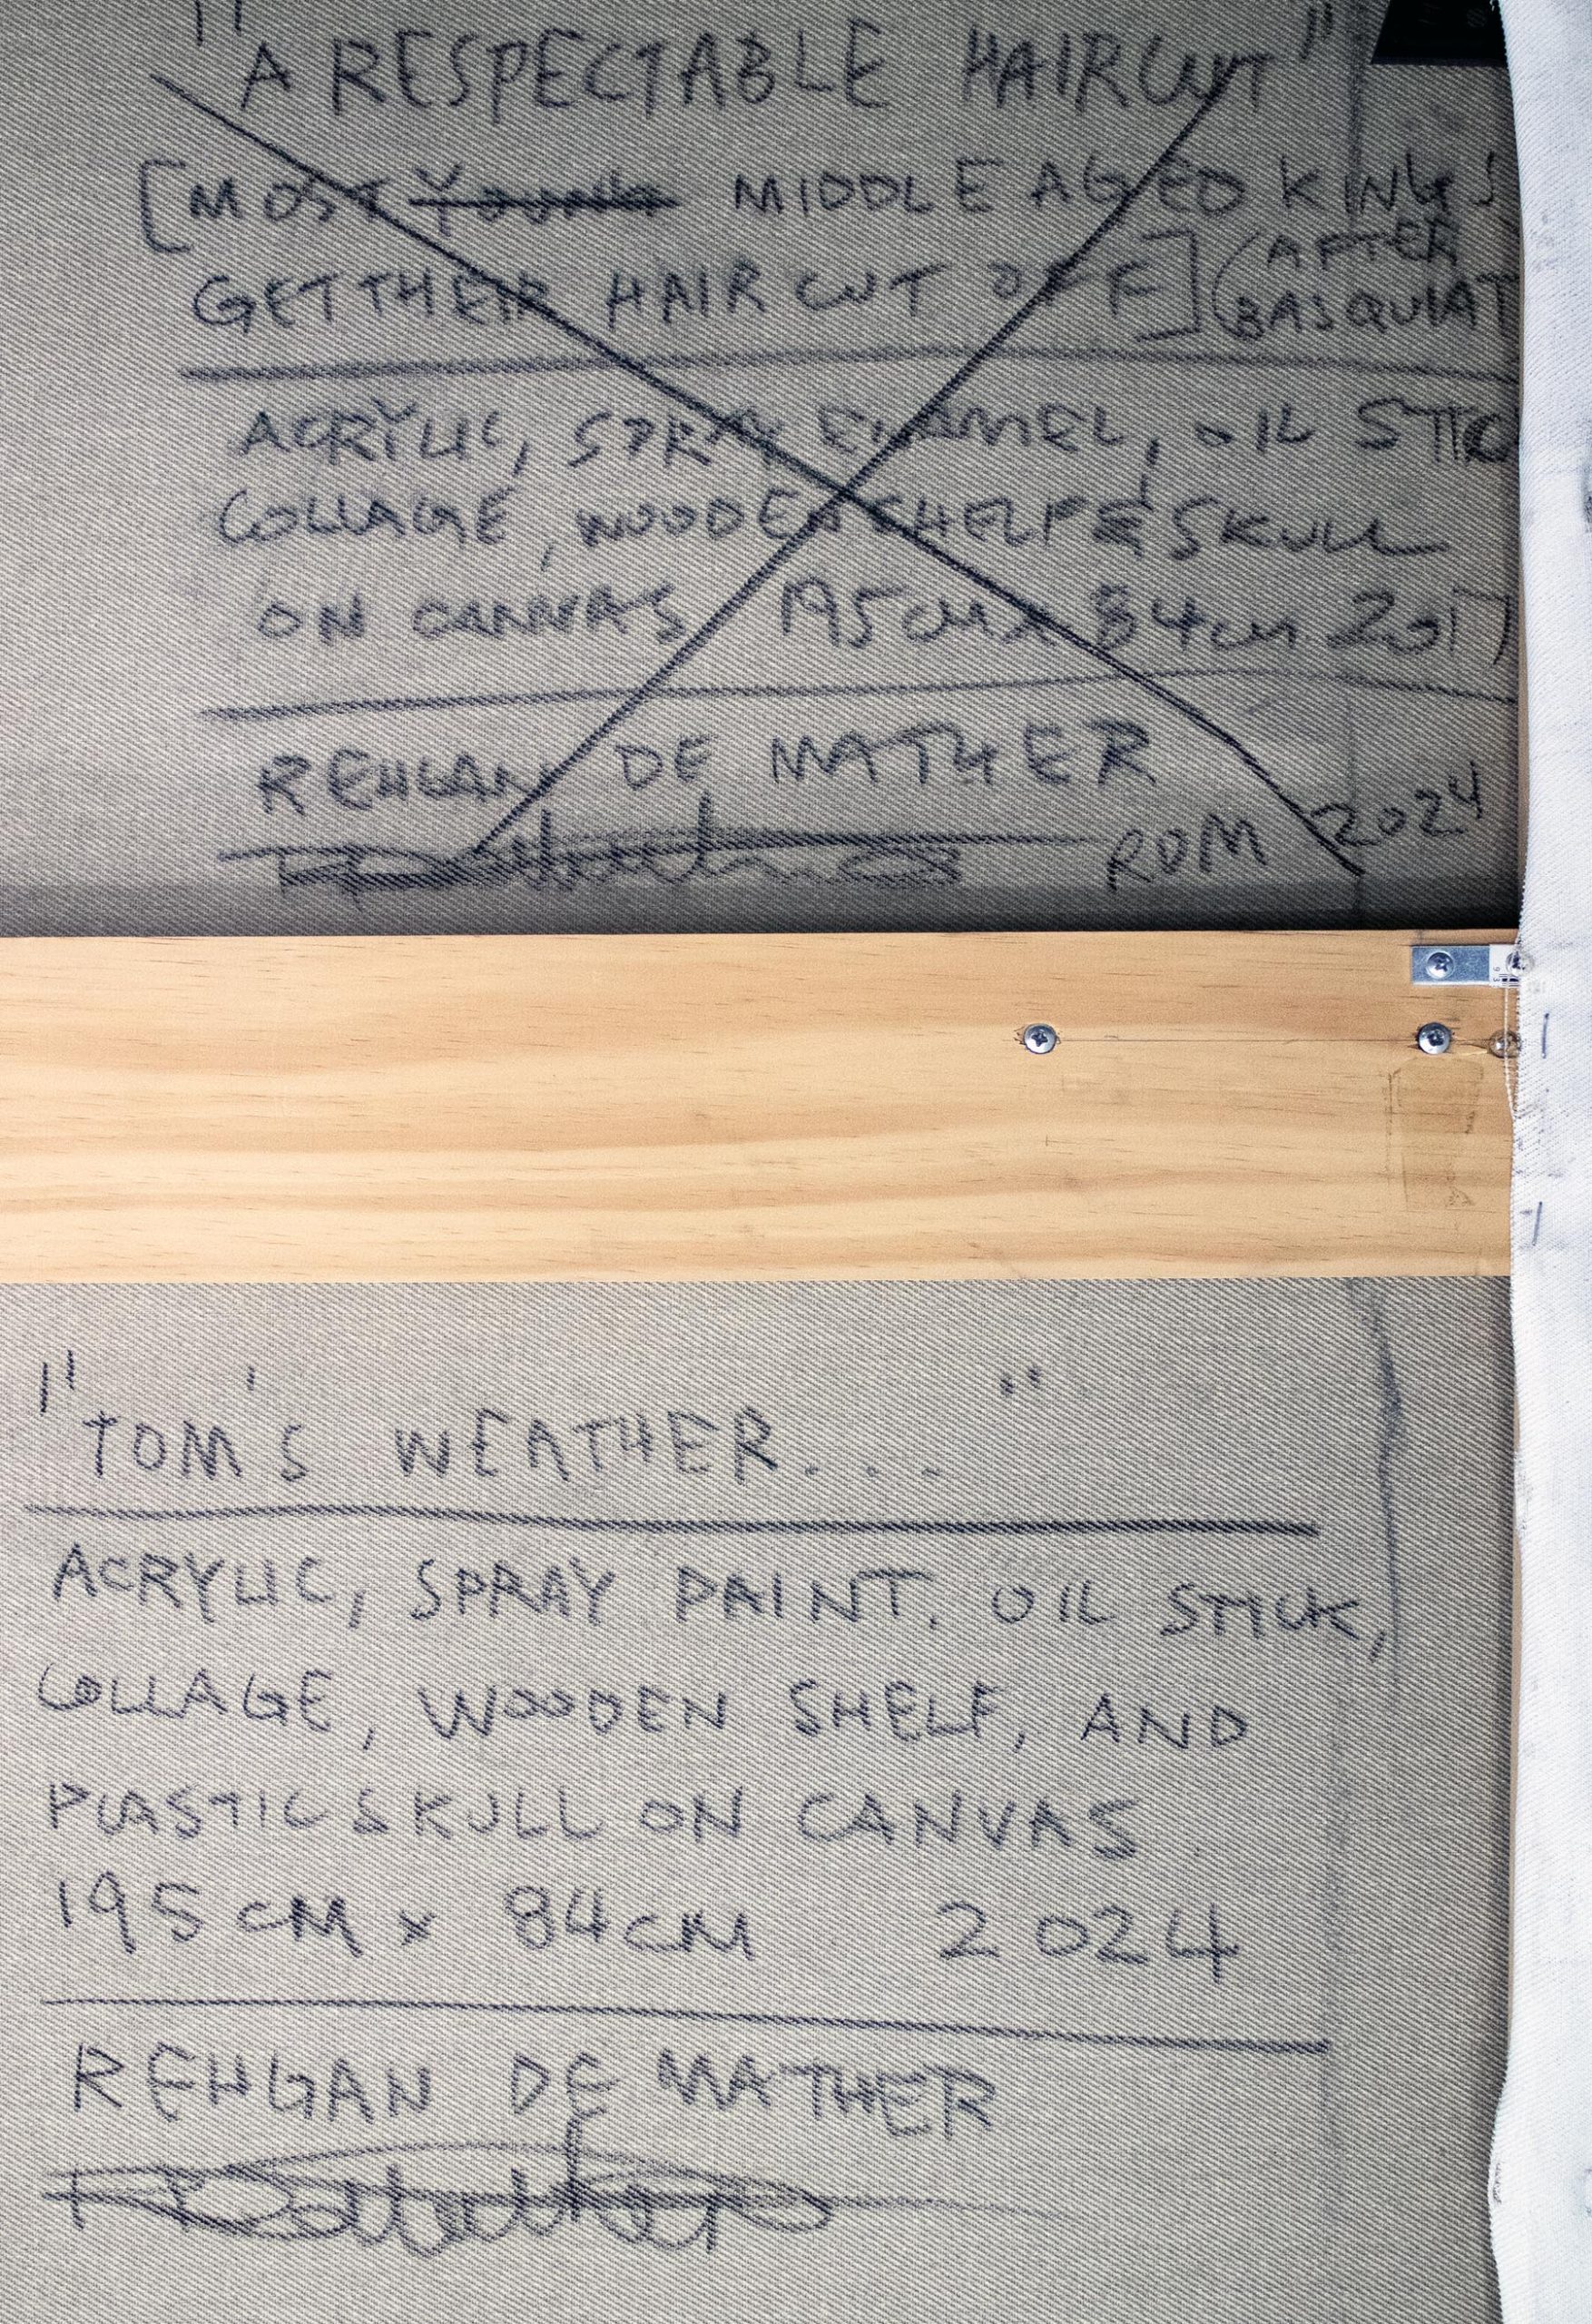 "A RESPECTABLE HAIRCUT"
[MOST YOUNG MIDDLE AGED KINGS
GET THEIR HAIR CUT OFF] (AFTER
BASQUIAT
ACRYLIC, SPRAY ENAMEL, OIL STICK
COLLAGE, WOODEN SHELF & SKULL
ON CANVAS 195cm x 84cm 2017
REHGAN DE MATHER
RDM 2024
"TOM'S WEATHER..."
ACRYLIC, SPRAY PAINT. OIL STICK,
COLLAGE, WOODEN SHELF, AND
PLASTIC SKULL ON CANVAS
195CM x 84CM 2024
REHGAN DE MATHER